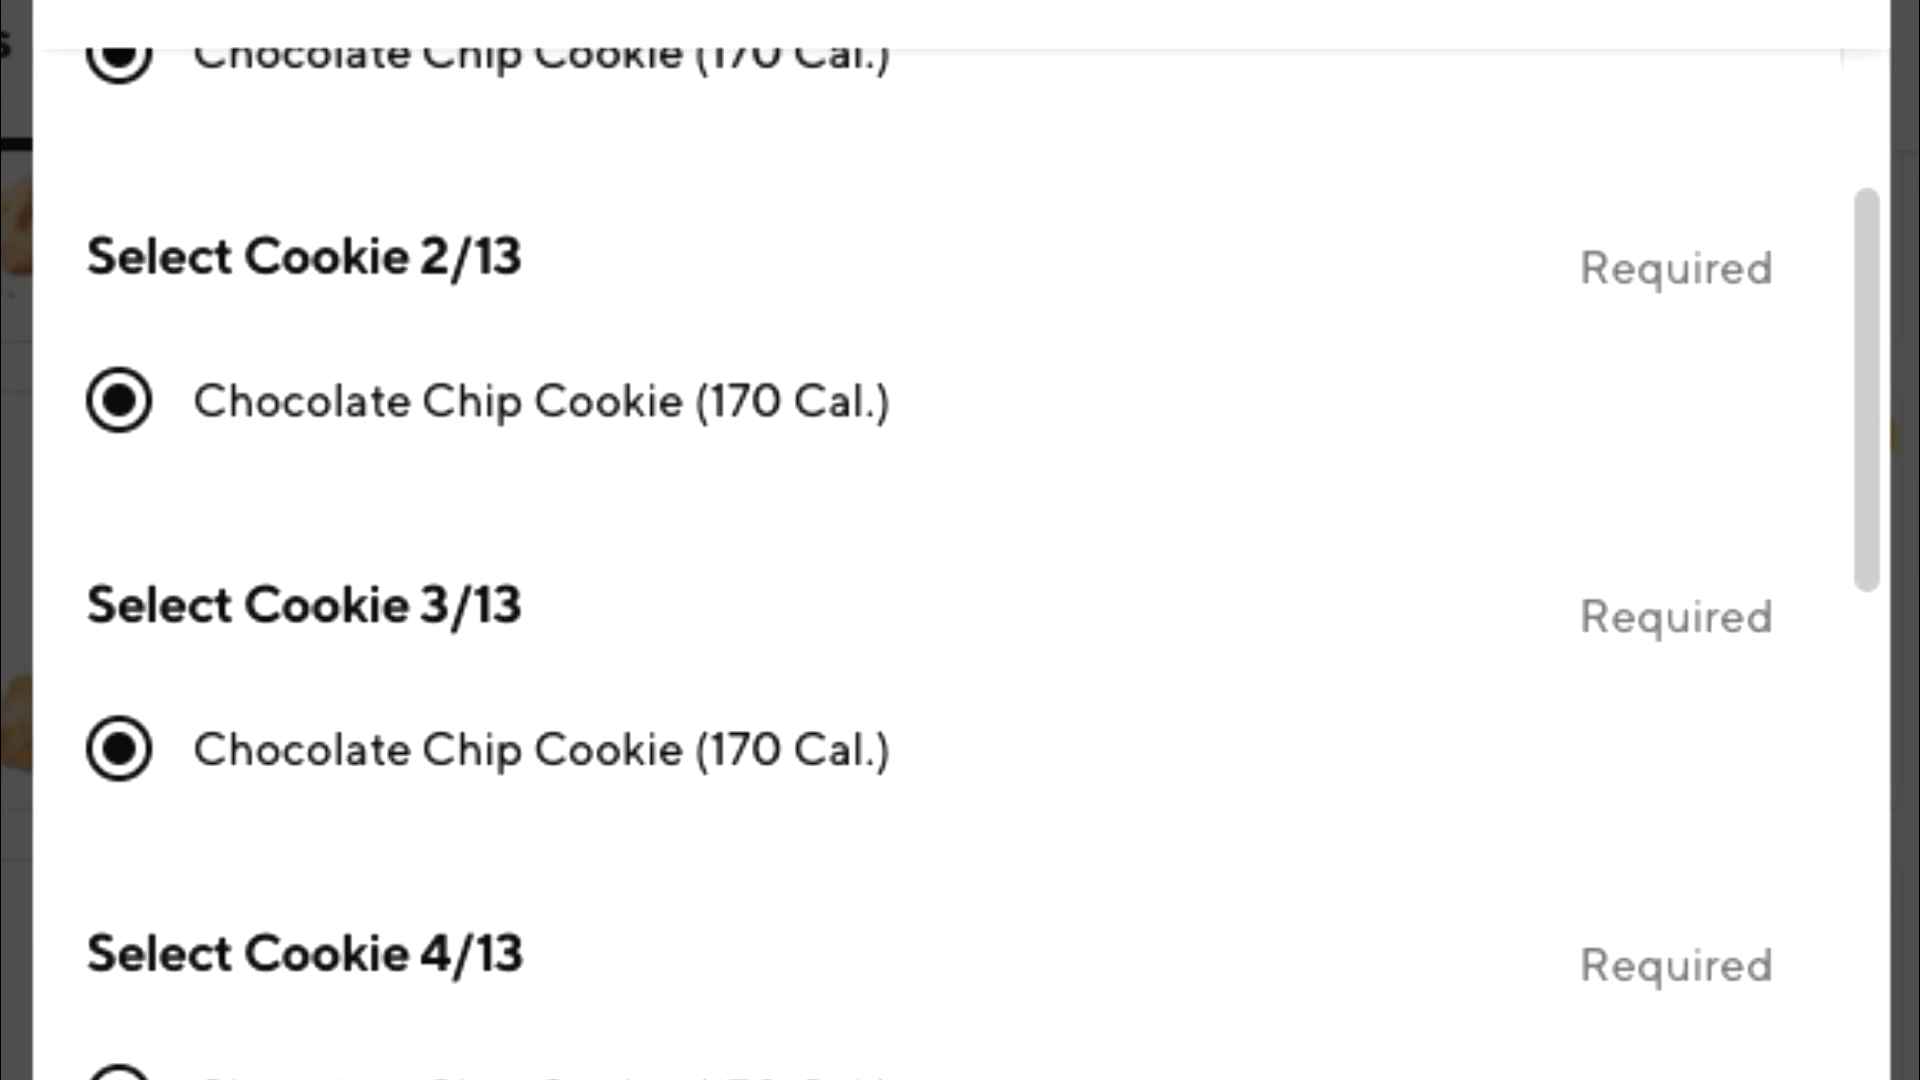 Chocolate Chip Cookie (170 Cal.)
Select Cookie 2/13
Required
Chocolate Chip Cookie (170 Cal.)
Select Cookie 3/13
Required
Chocolate Chip Cookie (170 Cal.)
Select Cookie 4/13
Required